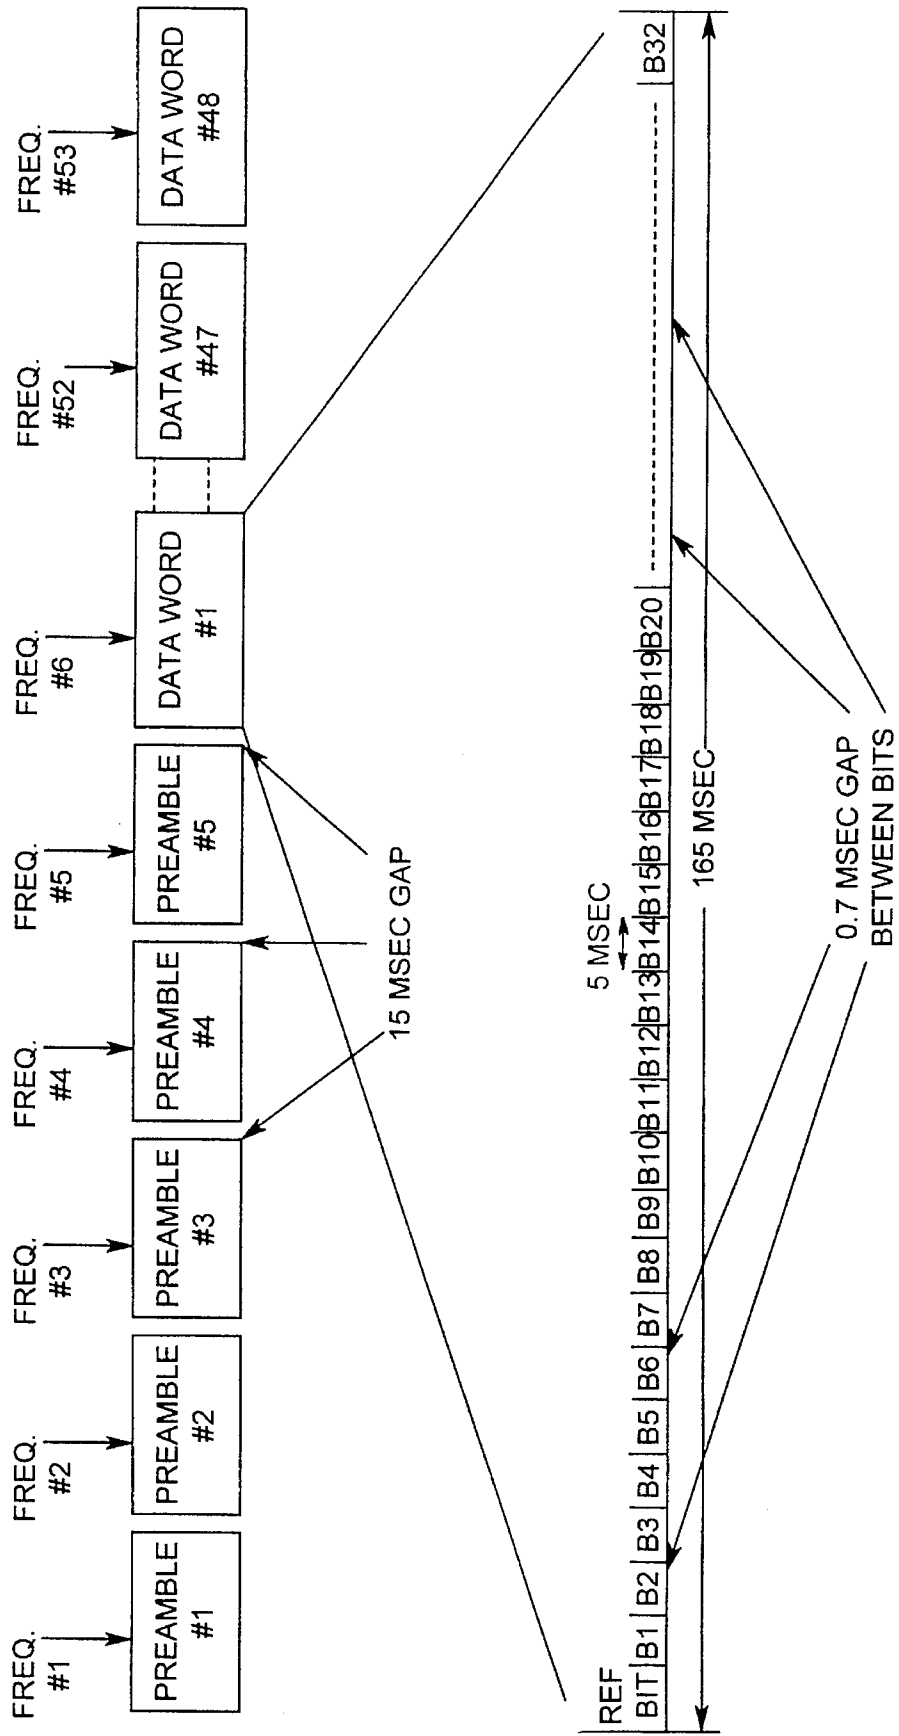 FREQ.
#1
FREQ.
#2
FREQ.
#3
FREQ.
#4
FREQ.
#5
FREQ.
#6
FREQ.
#52
FREQ.
#53
PREAMBLE
#1
PREAMBLE
#2
PREAMBLE
#3
PREAMBLE
#4
PREAMBLE
#5
DATA WORD
#1
DATA WORD
#47
DATA WORD
#48
15 MSEC GAP
5 MSEC
REF
BIT B1 B2 B3 B4 B5 B6 B7 B8 B9 B10 B11 B12 B13 B14 B15 B16 B17 B18 B19 B20 B32
165 MSEC
0.7 MSEC GAP
BETWEEN BITS